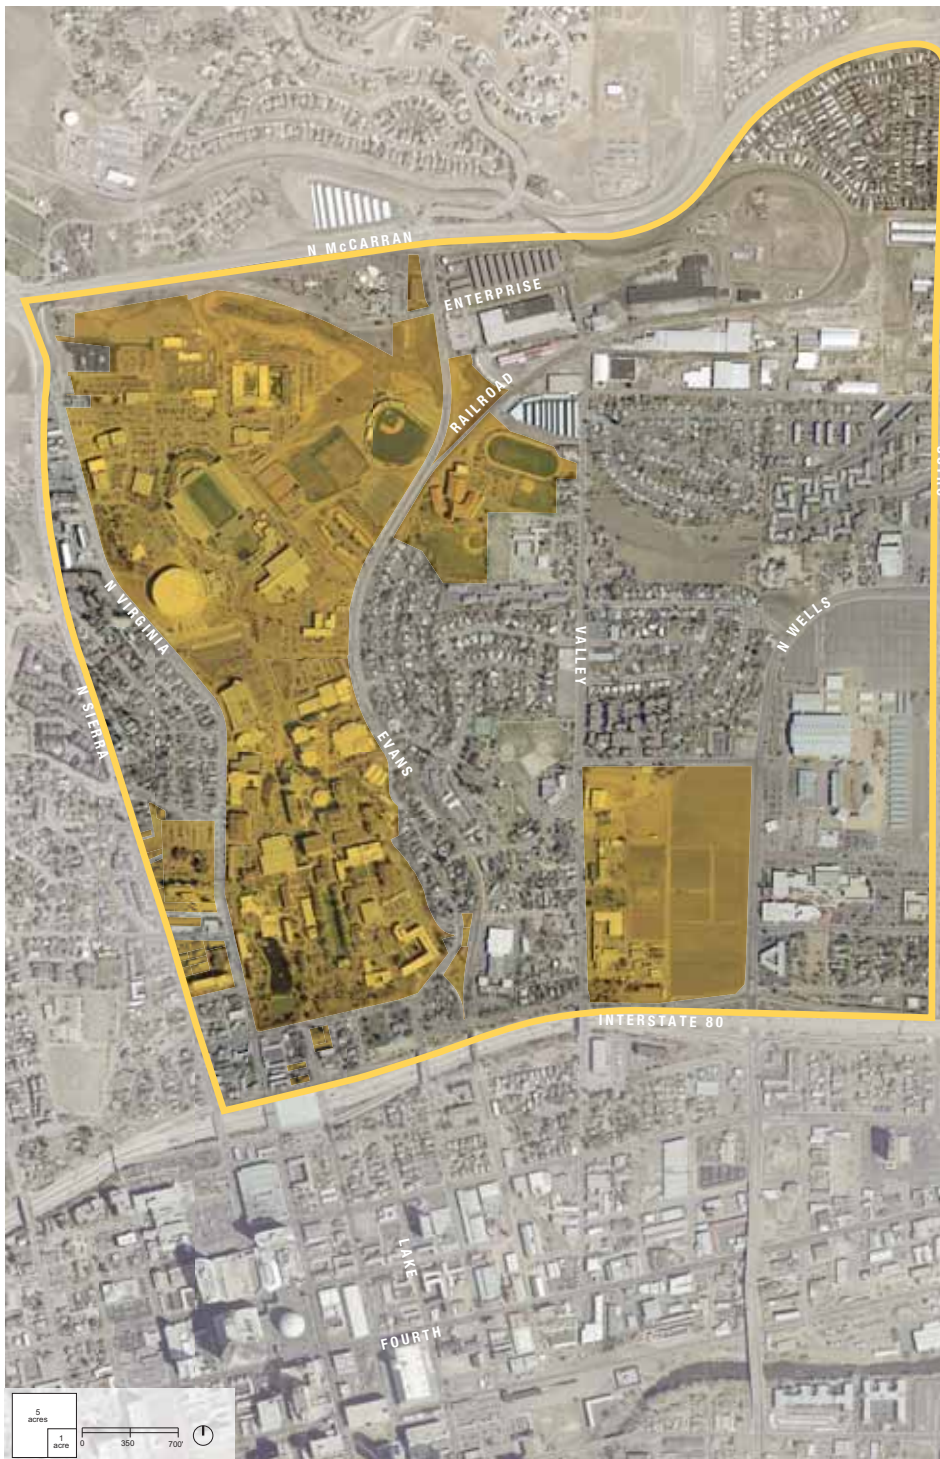 N McCARRAN
ENTERPRISE
RAILROAD
N VIRGINIA
N WELLS
VALLEY
N SIERRA
EVANS
INTERSTATE 80
LAKE
FOURTH
5
acres
1
acre
0 350 700'